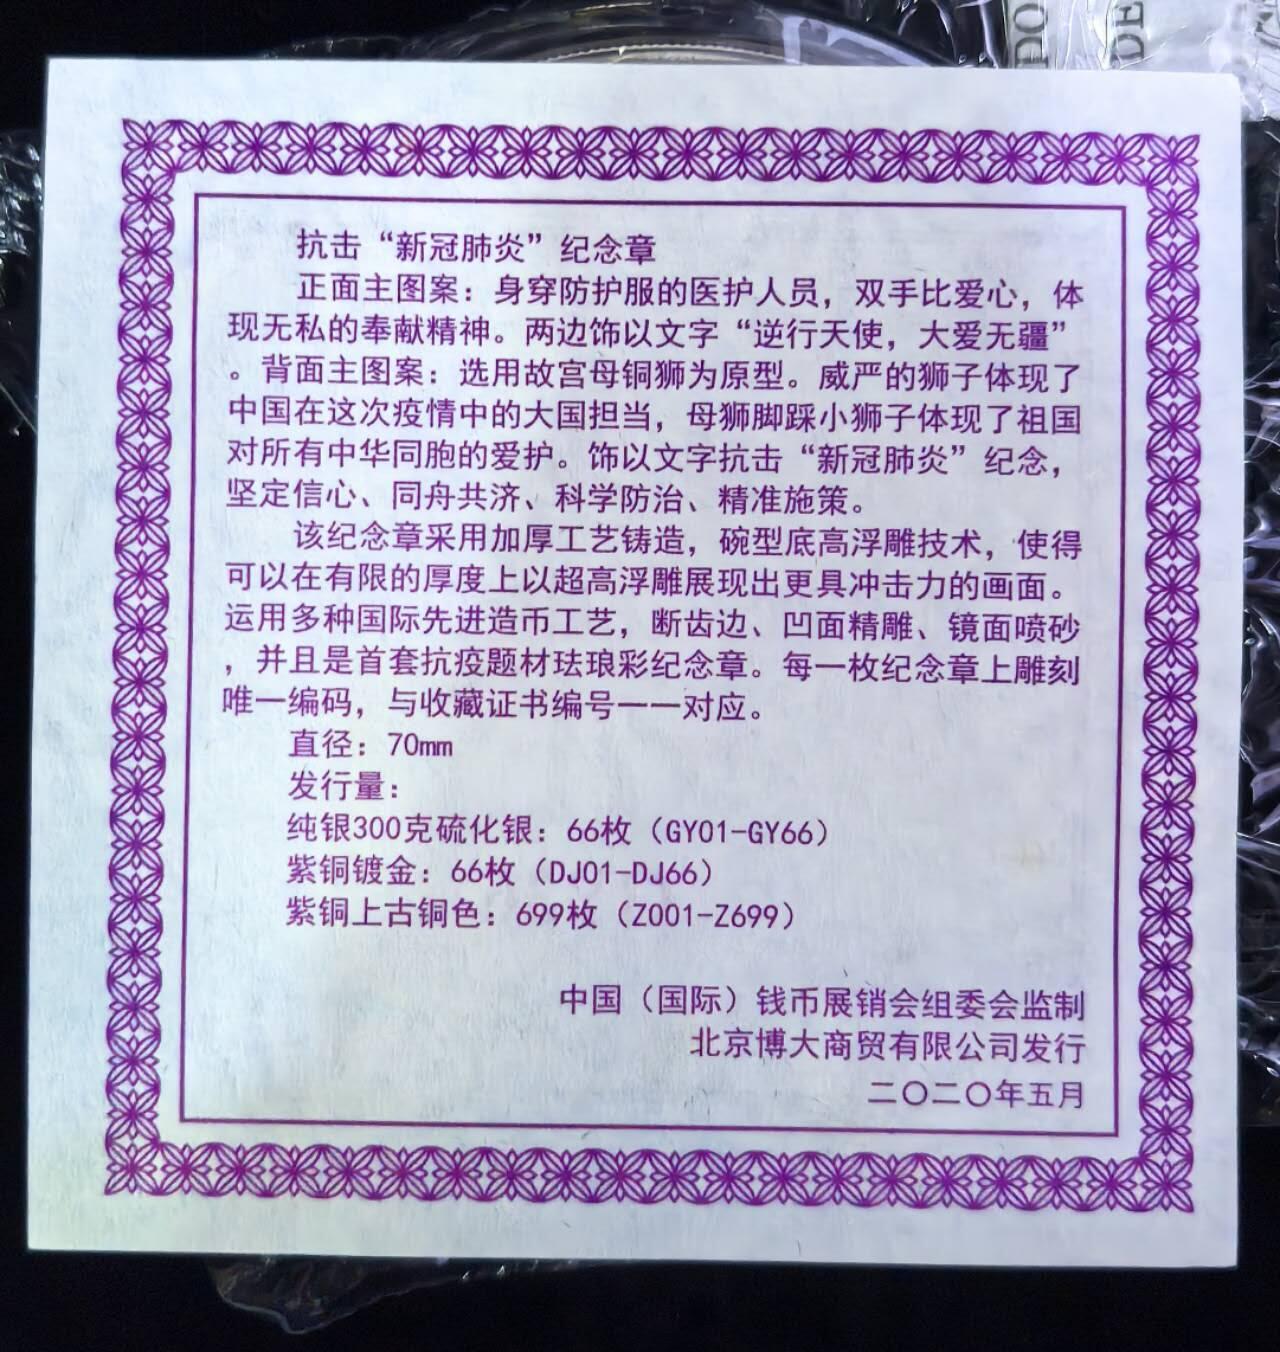 DO
DE
抗击“新冠肺炎”纪念章
正面主图案：身穿防护服的医护人员，双手比爱心，体
现无私的奉献精神。两边饰以文字“逆行天使，大爱无疆”
。背面主图案：选用故宫母铜狮为原型。威严的狮子体现了
中国在这次疫情中的大国担当，母狮脚踩小狮子体现了祖国
对所有中华同胞的爱护。饰以文字抗击“新冠肺炎”纪念，
坚定信心、同舟共济、科学防治、精准施策。
该纪念章采用加厚工艺铸造，碗型底高浮雕技术，使得
可以在有限的厚度上以超高浮雕展现出更具冲击力的画面。
运用多种国际先进造币工艺，断齿边、凹面精雕、镜面喷砂
，并且是首套抗疫题材珐琅彩纪念章。每一枚纪念章上雕刻
唯一编码，与收藏证书编号一一对应。
直径：70mm
发行量：
纯银300克硫化银：66枚（GY01-GY66）
紫铜镀金：66枚（DJ01-DJ66）
紫铜上古铜色：699枚（Z001-Z699）
中国（国际）钱币展销会组委会监制
北京博大商贸有限公司发行
二〇二〇年五月